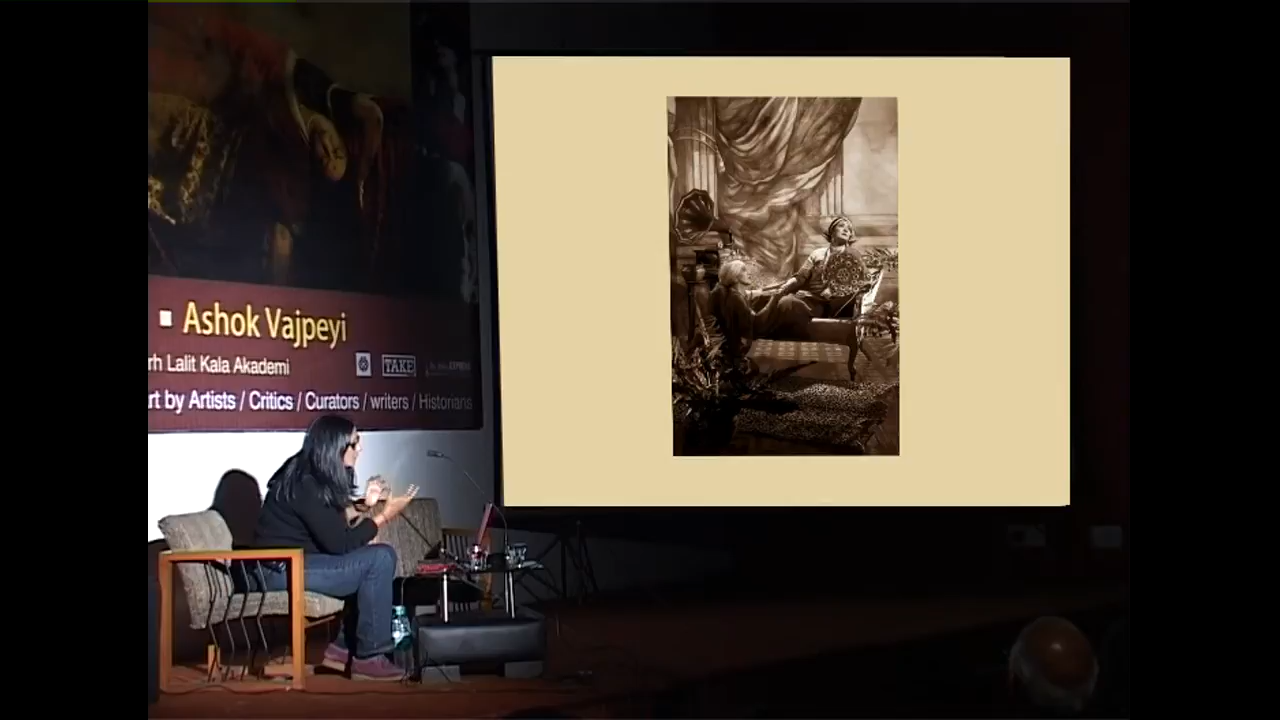 Ashok Vajpeyi
rh Lalit Kala Akademi
TAKE
rt by Artists / Critics / Curators / writers / Historians